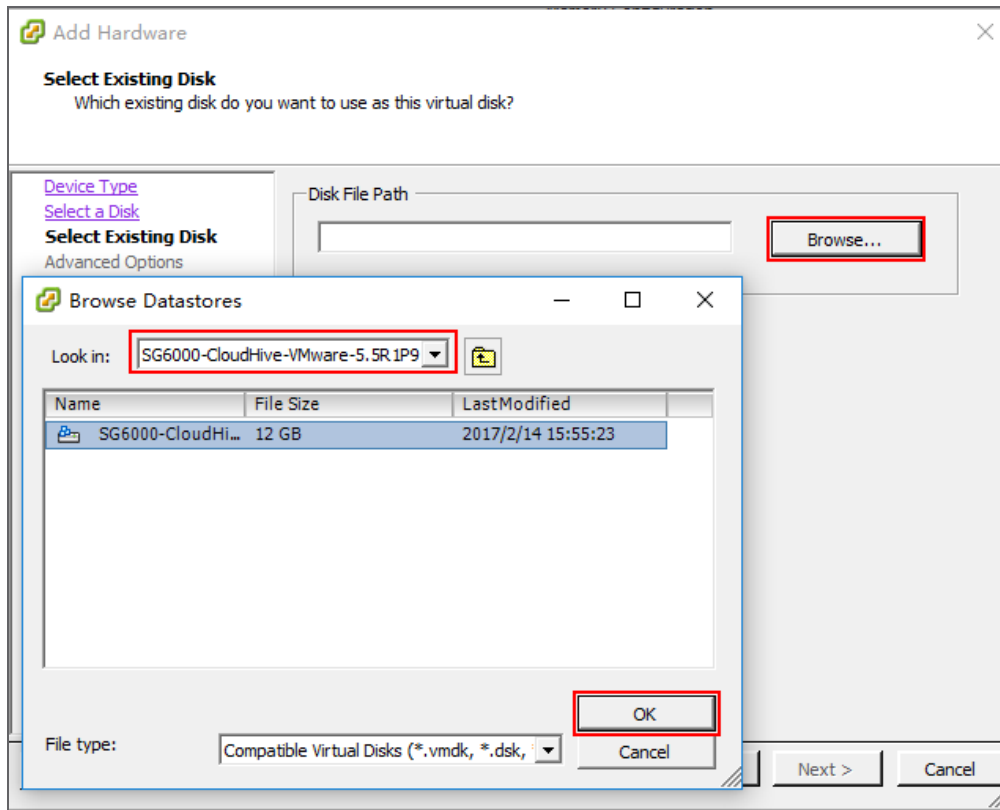 Add Hardware
Select Existing Disk
Which existing disk do you want to use as this virtual disk?
Device Type
Select a Disk
Select Existing Disk
Advanced Options
Disk File Path
Browse...
Browse Datastores
Look in: SG6000-CloudHive-VMware-5.5R1P9
Name File Size LastModified
SG6000-CloudHi... 12 GB 2017/2/14 15:55:23
OK
File type: Compatible Virtual Disks (*.vmdk, *.dsk,
Cancel
Next > Cancel